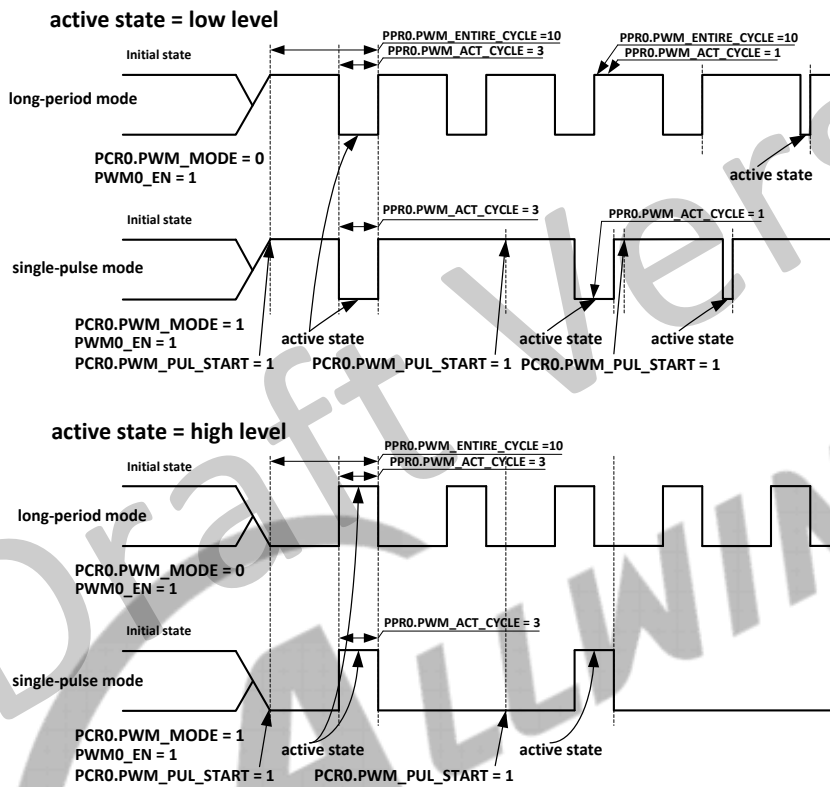 active state = low level
PPR0.PWM_ENTIRE_CYCLE =10
PPR0.PWM_ACT_CYCLE = 3
PPR0.PWM_ENTIRE_CYCLE =10
PPR0.PWM_ACT_CYCLE = 1
Initial state
long-period mode
PCR0.PWM_MODE = 0
PWM0_EN = 1
active state
Initial state
PPR0.PWM_ACT_CYCLE = 3
PPR0.PWM_ACT_CYCLE = 1
single-pulse mode
PCR0.PWM_MODE = 1
PWM0_EN = 1
PCR0.PWM_PUL_START = 1
active state
PCR0.PWM_PUL_START = 1
active state
PCR0.PWM_PUL_START = 1
active state
active state = high level
PPR0.PWM_ENTIRE_CYCLE =10
PPR0.PWM_ACT_CYCLE = 3
Initial state
long-period mode
PCR0.PWM_MODE = 0
PWM0_EN = 1
Initial state
PPR0.PWM_ACT_CYCLE = 3
single-pulse mode
PCR0.PWM_MODE = 1
PWM0_EN = 1
PCR0.PWM_PUL_START = 1
active state
PCR0.PWM_PUL_START = 1
active state
Draft Vers
ALLWIN